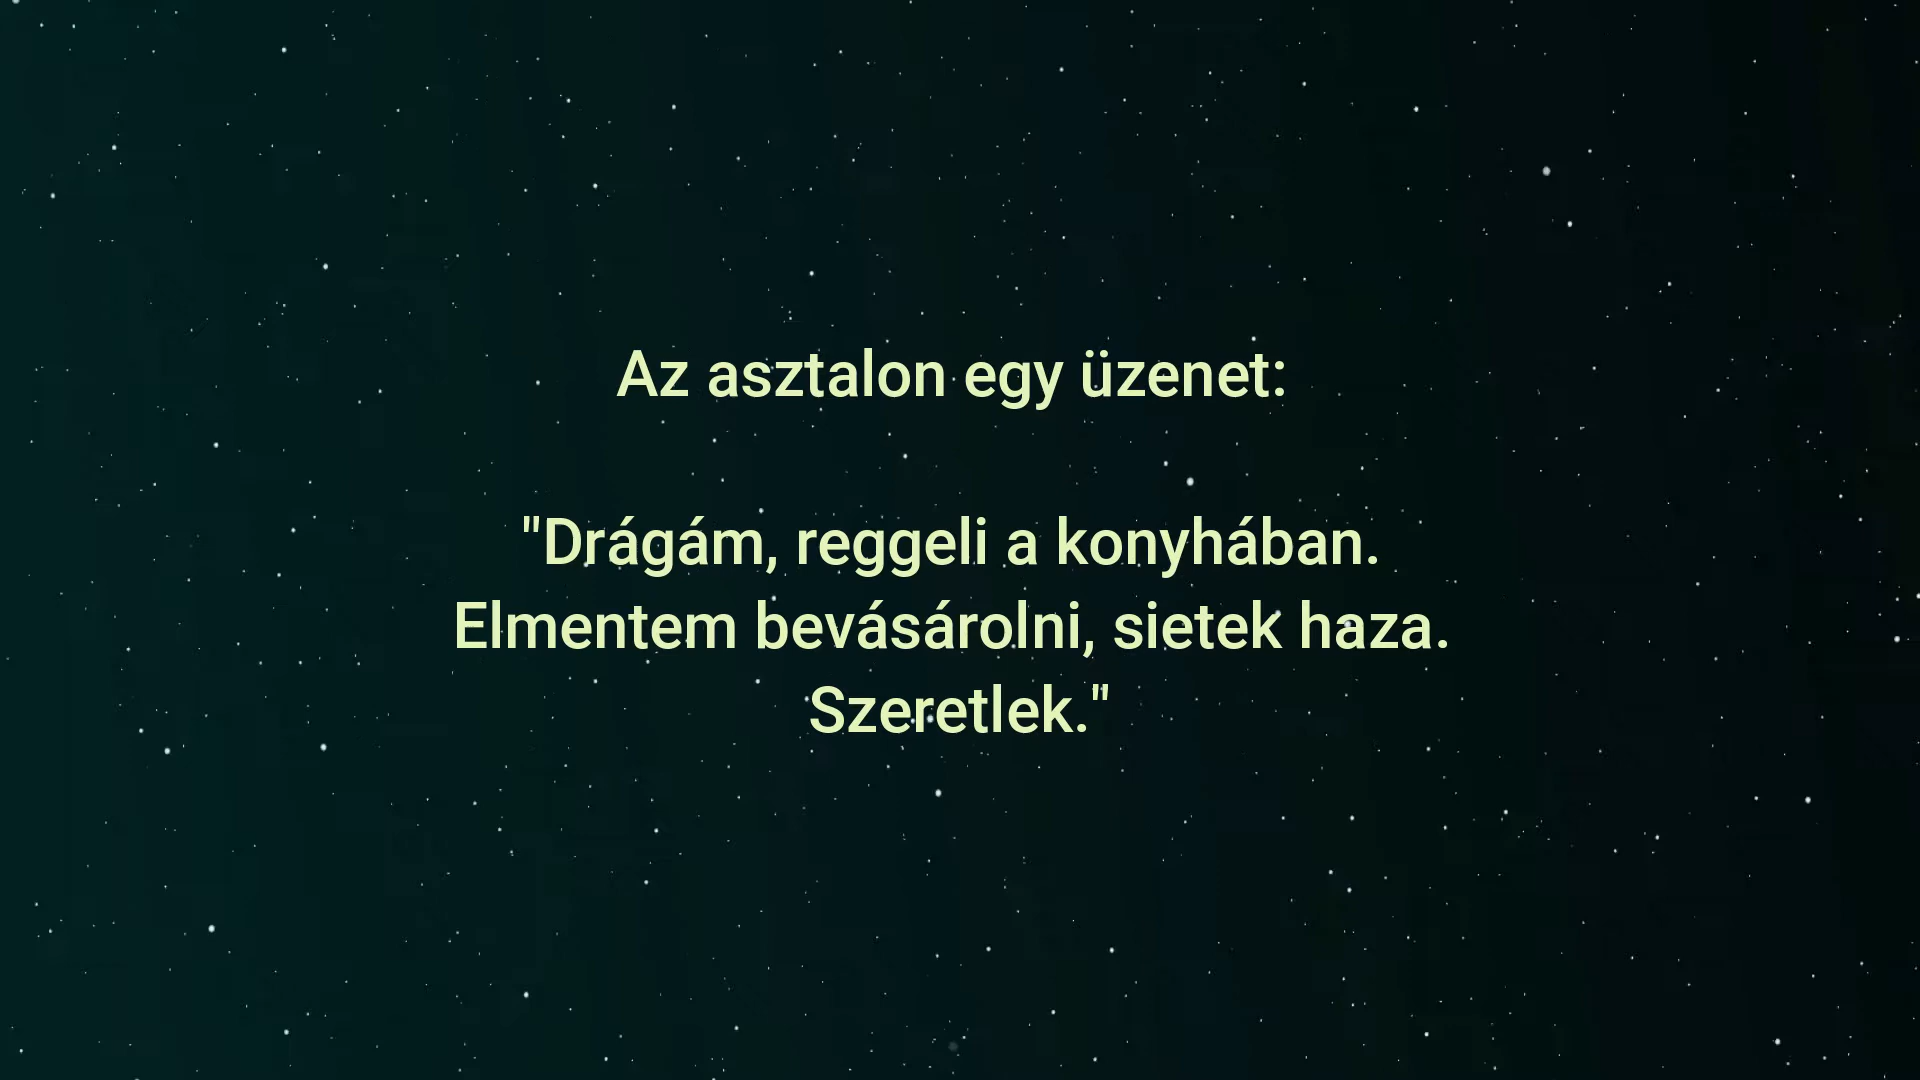 Az asztalon egy üzenet:
"Drágám, reggeli a konyhában.
Elmentem bevásárolni, sietek haza.
Szeretlek."